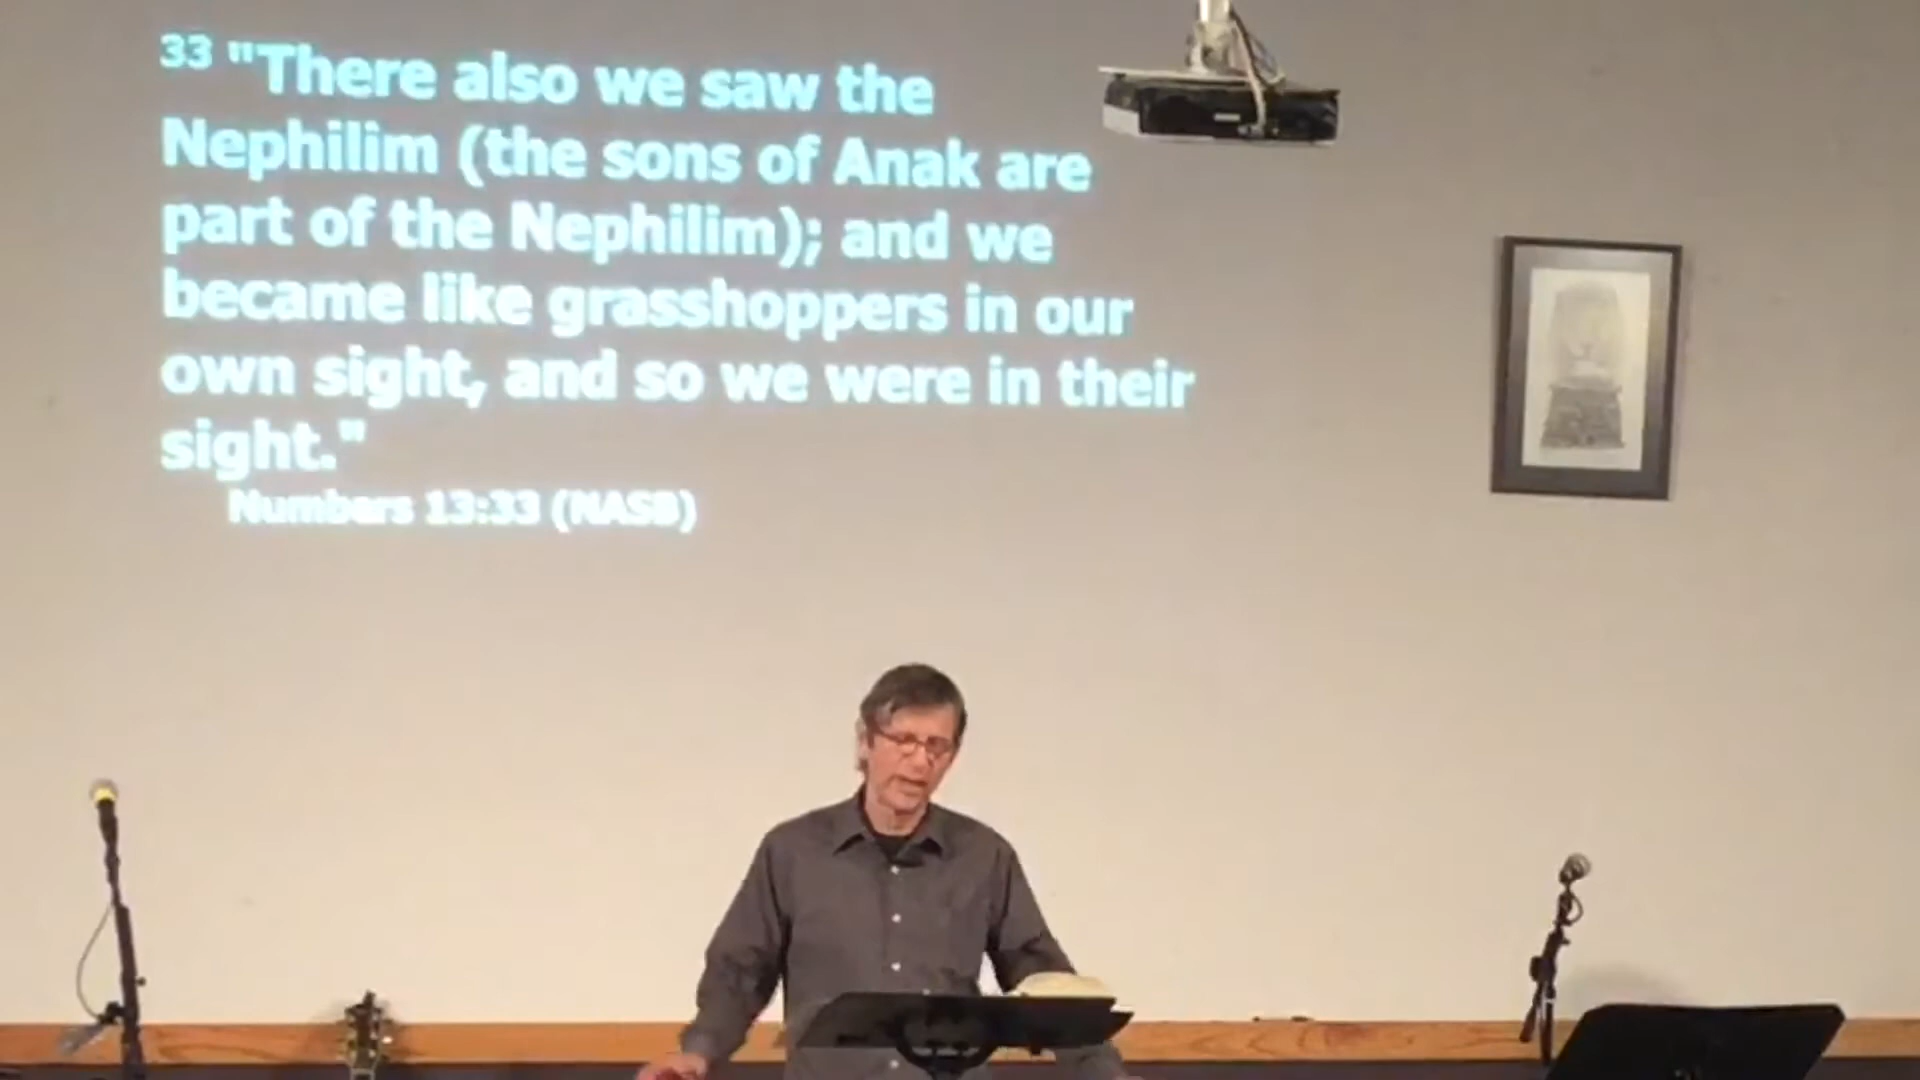 33 "There also we saw the
Nephilim (the sons of Anak are
part of the Nephilim); and we
became like grasshoppers in our
own sight, and so we were in their
sight."
Numbers 13:33 (NASB)